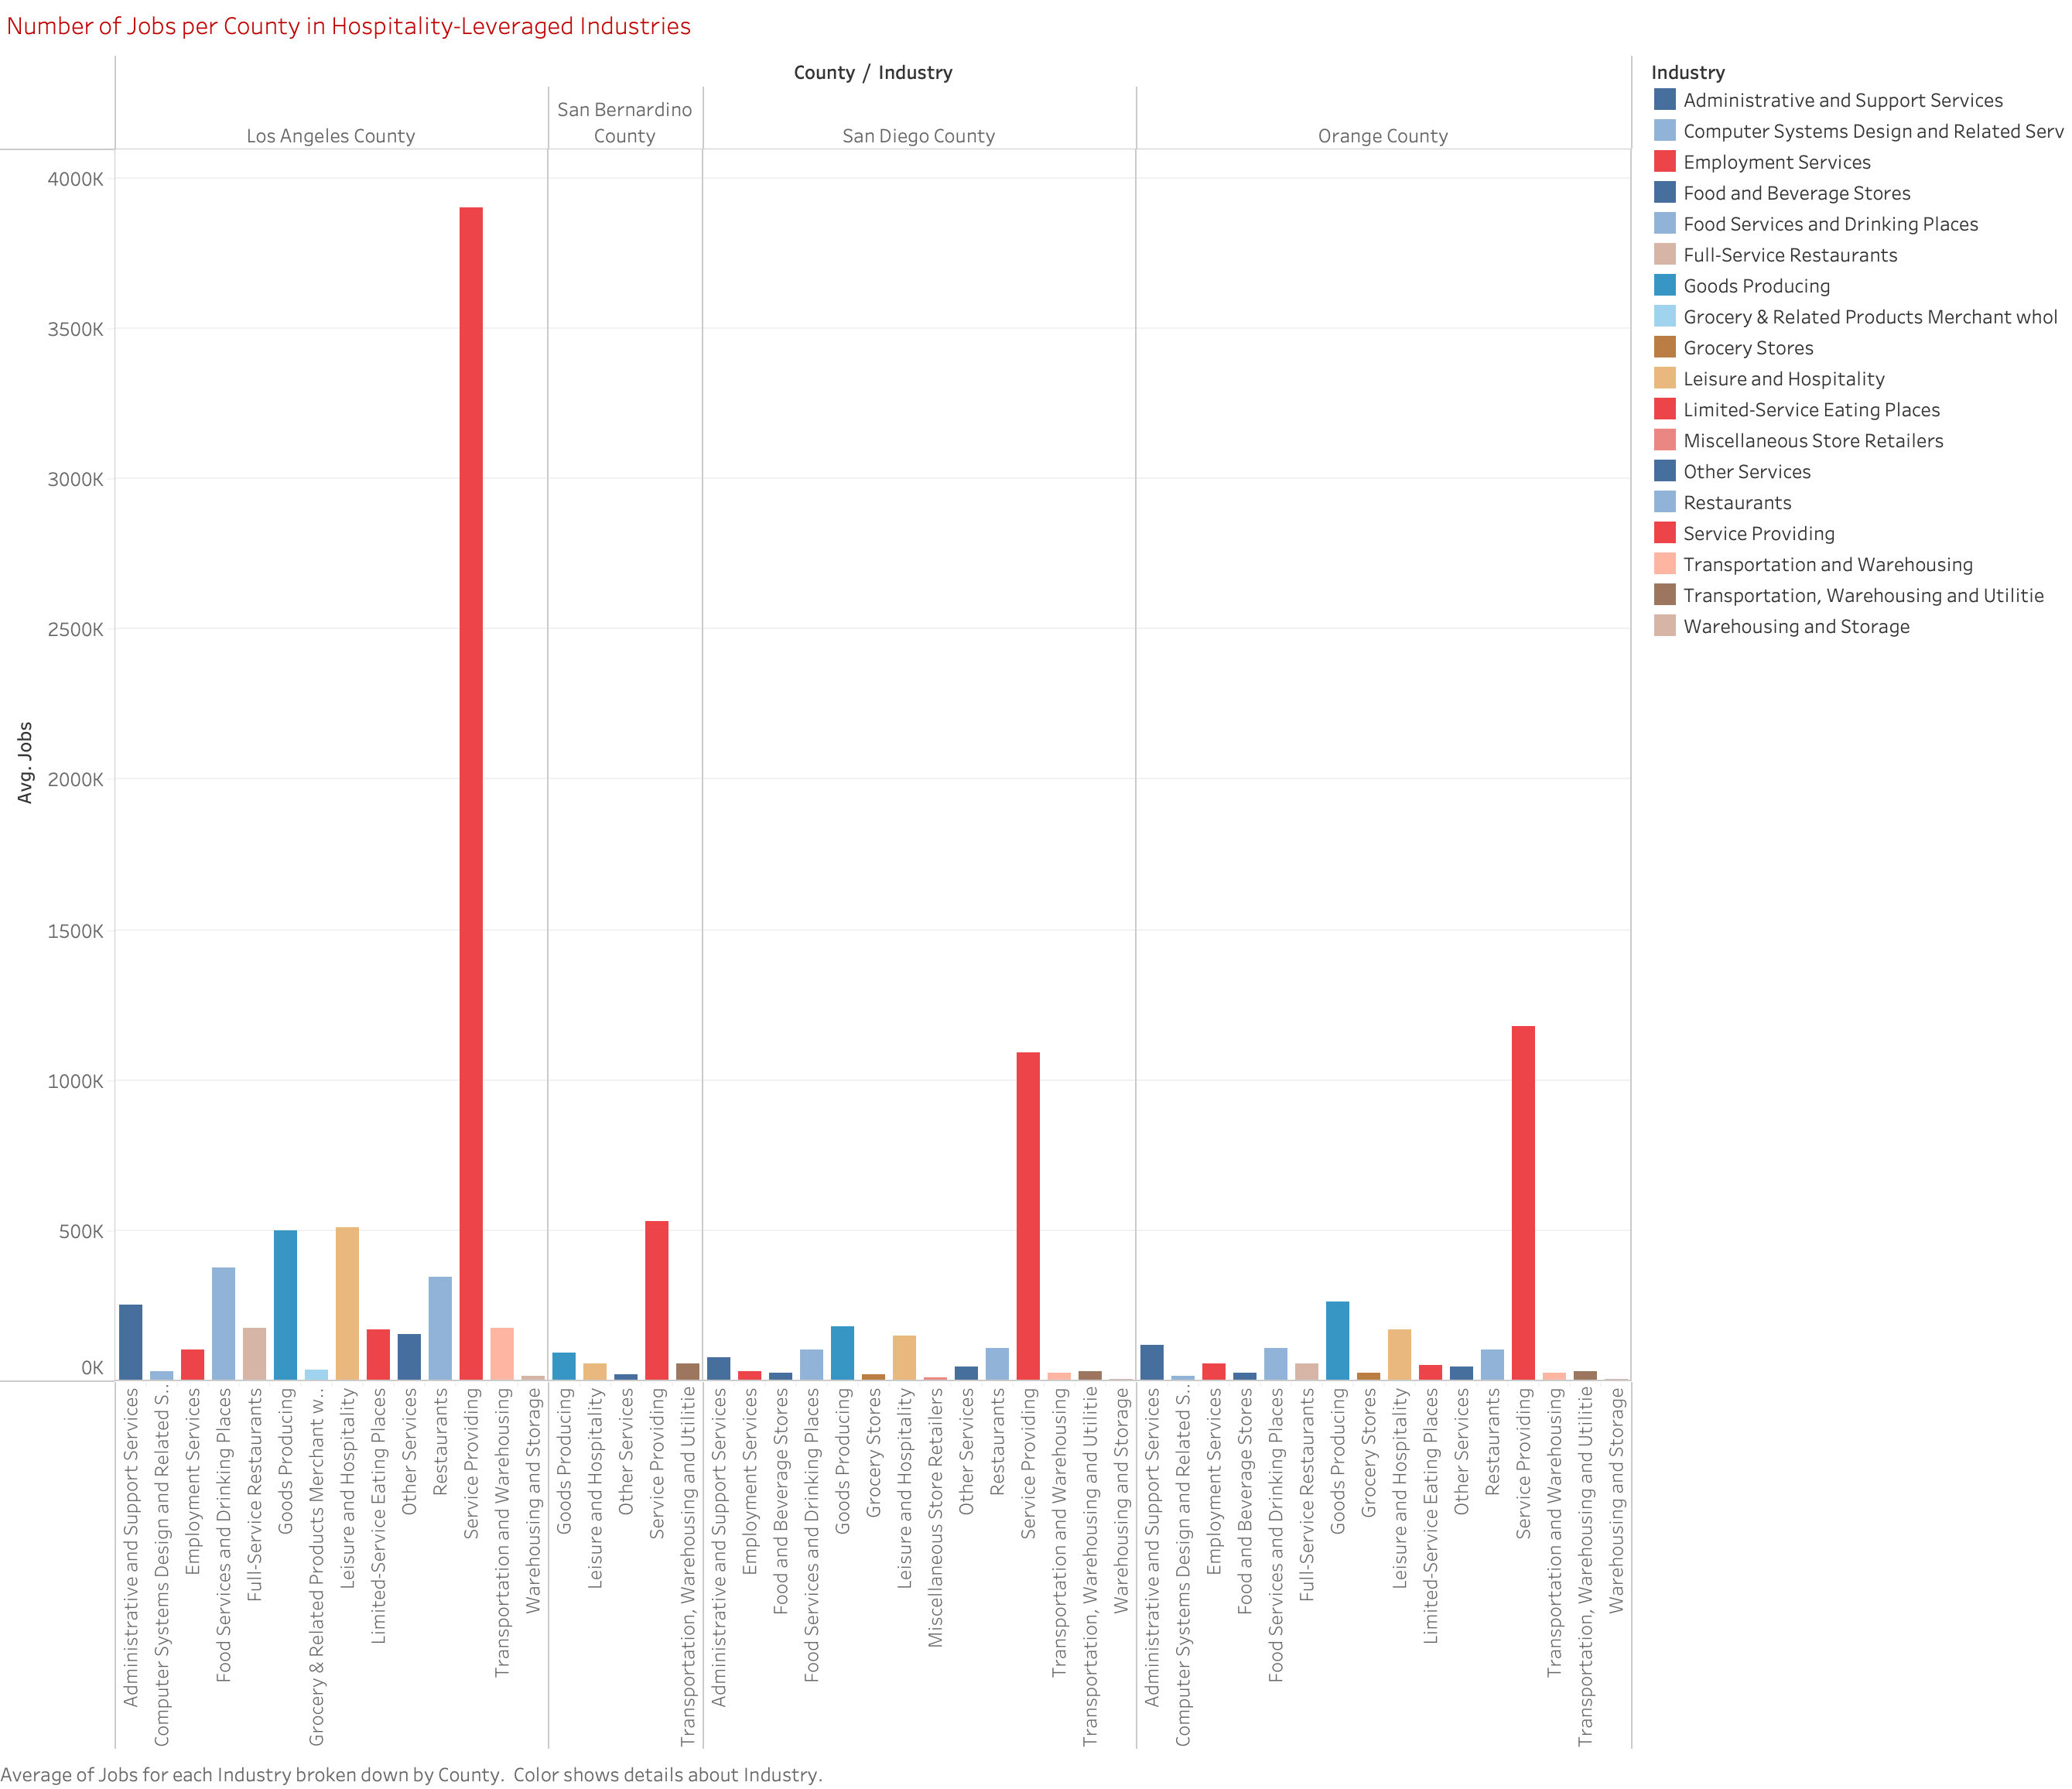 Number of Jobs per County in Hospitality-Leveraged Industries
County / Industry
Los Angeles County
San Bernardino
County
San Diego County
Orange County
Industry
Administrative and Support Services
Computer Systems Design and Related Serv
Employment Services
Food and Beverage Stores
Food Services and Drinking Places
Full-Service Restaurants
Goods Producing
Grocery & Related Products Merchant whol
Grocery Stores
Leisure and Hospitality
Limited-Service Eating Places
Miscellaneous Store Retailers
Other Services
Restaurants
Service Providing
Transportation and Warehousing
Transportation, Warehousing and Utilitie
Warehousing and Storage
Avg. Jobs
4000K
3500K
3000K
2500K
2000K
1500K
1000K
500K
0K
Administrative and Support Services
Computer Systems Design and Related S..
Employment Services
Food Services and Drinking Places
Full-Service Restaurants
Goods Producing
Grocery & Related Products Merchant w..
Leisure and Hospitality
Limited-Service Eating Places
Other Services
Restaurants
Service Providing
Transportation and Warehousing
Warehousing and Storage
Goods Producing
Leisure and Hospitality
Other Services
Service Providing
Transportation, Warehousing and Utilitie
Administrative and Support Services
Employment Services
Food and Beverage Stores
Food Services and Drinking Places
Goods Producing
Grocery Stores
Leisure and Hospitality
Miscellaneous Store Retailers
Other Services
Restaurants
Service Providing
Transportation and Warehousing
Transportation, Warehousing and Utilitie
Warehousing and Storage
Administrative and Support Services
Computer Systems Design and Related S..
Employment Services
Food and Beverage Stores
Food Services and Drinking Places
Full-Service Restaurants
Goods Producing
Grocery Stores
Leisure and Hospitality
Limited-Service Eating Places
Other Services
Restaurants
Service Providing
Transportation and Warehousing
Transportation, Warehousing and Utilitie
Warehousing and Storage
Average of Jobs for each Industry broken down by County.  Color shows details about Industry.